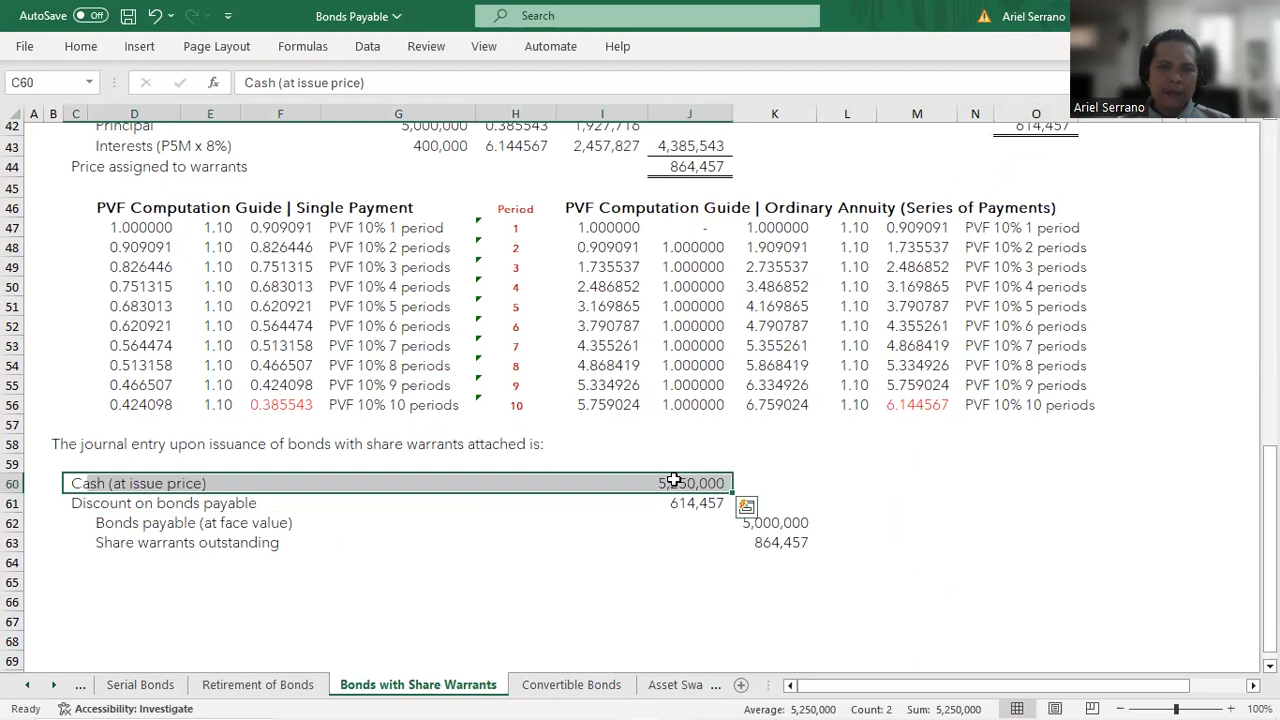 AutoSave Off Bonds Payable Search Ariel Serrano
File Home Insert Page Layout Formulas Data Review View Automate Help
Ariel Serrano
C60 fx Cash (at issue price)
A B C D E F G H I J K L M N O
42 Principal 5,000,000 0.385543 1,927,716 614,457
43 Interests (P5M x 8%) 400,000 6.144567 2,457,827 4,385,543
44 Price assigned to warrants 864,457
45
46 PVF Computation Guide | Single Payment Period PVF Computation Guide | Ordinary Annuity (Series of Payments)
47 1.000000 1.10 0.909091 PVF 10% 1 period 1 1.000000 - 1.000000 1.10 0.909091 PVF 10% 1 period
48 0.909091 1.10 0.826446 PVF 10% 2 periods 2 0.909091 1.000000 1.909091 1.10 1.735537 PVF 10% 2 periods
49 0.826446 1.10 0.751315 PVF 10% 3 periods 3 1.735537 1.000000 2.735537 1.10 2.486852 PVF 10% 3 periods
50 0.751315 1.10 0.683013 PVF 10% 4 periods 4 2.486852 1.000000 3.486852 1.10 3.169865 PVF 10% 4 periods
51 0.683013 1.10 0.620921 PVF 10% 5 periods 5 3.169865 1.000000 4.169865 1.10 3.790787 PVF 10% 5 periods
52 0.620921 1.10 0.564474 PVF 10% 6 periods 6 3.790787 1.000000 4.790787 1.10 4.355261 PVF 10% 6 periods
53 0.564474 1.10 0.513158 PVF 10% 7 periods 7 4.355261 1.000000 5.355261 1.10 4.868419 PVF 10% 7 periods
54 0.513158 1.10 0.466507 PVF 10% 8 periods 8 4.868419 1.000000 5.868419 1.10 5.334926 PVF 10% 8 periods
55 0.466507 1.10 0.424098 PVF 10% 9 periods 9 5.334926 1.000000 6.334926 1.10 5.759024 PVF 10% 9 periods
56 0.424098 1.10 0.385543 PVF 10% 10 periods 10 5.759024 1.000000 6.759024 1.10 6.144567 PVF 10% 10 periods
57
58 The journal entry upon issuance of bonds with share warrants attached is:
59
60 Cash (at issue price) 5,250,000
61 Discount on bonds payable 614,457
62 Bonds payable (at face value) 5,000,000
63 Share warrants outstanding 864,457
64
65
66
67
68
69
Serial Bonds Retirement of Bonds Bonds with Share Warrants Convertible Bonds Asset Swa ...
Ready Accessibility: Investigate Average: 5,250,000 Count: 2 Sum: 5,250,000 100%